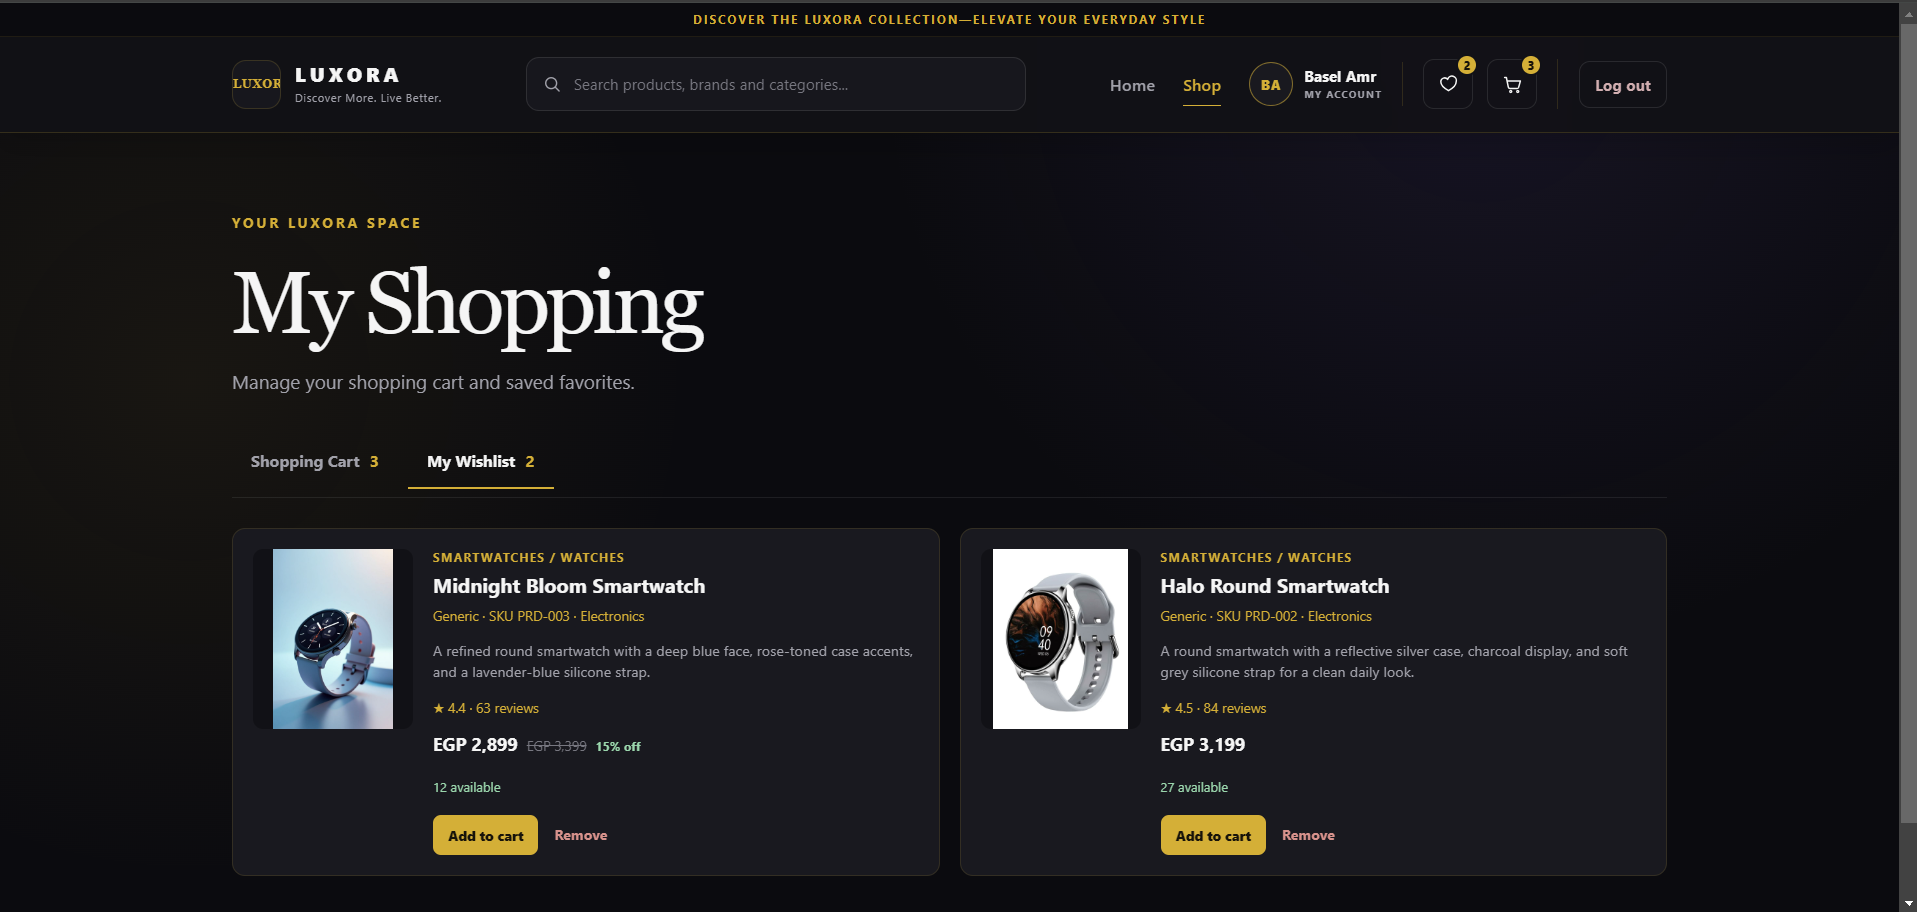 DISCOVER THE LUXORA COLLECTION—ELEVATE YOUR EVERYDAY STYLE
LUXOR
LUXORA
Discover More. Live Better.
Search products, brands and categories...
Home
Shop
BA
Basel Amr
MY ACCOUNT
2
3
Log out
YOUR LUXORA SPACE
My Shopping
Manage your shopping cart and saved favorites.
Shopping Cart 3
My Wishlist 2
SMARTWATCHES / WATCHES
Midnight Bloom Smartwatch
Generic · SKU PRD-003 · Electronics
A refined round smartwatch with a deep blue face, rose-toned case accents,
and a lavender-blue silicone strap.
★ 4.4 · 63 reviews
EGP 2,899 EGP 3,399 15% off
12 available
Add to cart
Remove
09
40
SMARTWATCHES / WATCHES
Halo Round Smartwatch
Generic · SKU PRD-002 · Electronics
A round smartwatch with a reflective silver case, charcoal display, and soft
grey silicone strap for a clean daily look.
★ 4.5 · 84 reviews
EGP 3,199
27 available
Add to cart
Remove